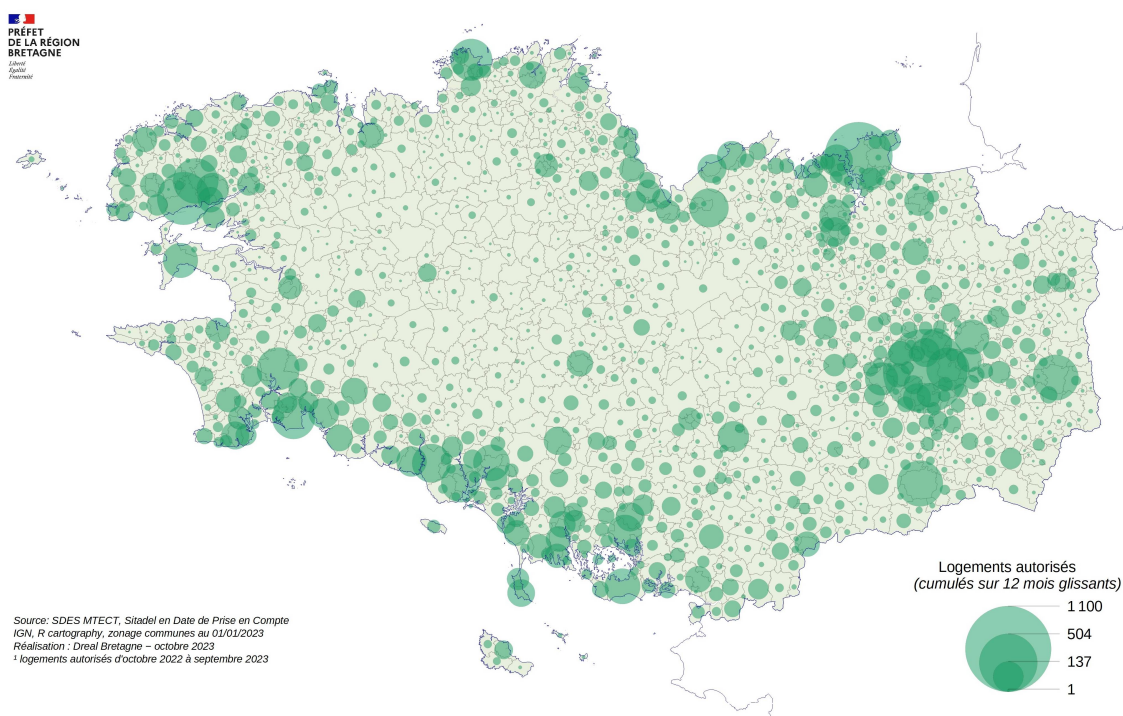 PRÉFET
DE LA RÉGION
BRETAGNE
Liberté
Égalité
Fraternité
Logements autorisés
(cumulés sur 12 mois glissants)
1 100
504
137
1
Source: SDES MTECT, Sitadel en Date de Prise en Compte
IGN, R cartography, zonage communes au 01/01/2023
Réalisation : Dreal Bretagne − octobre 2023
¹ logements autorisés d'octobre 2022 à septembre 2023